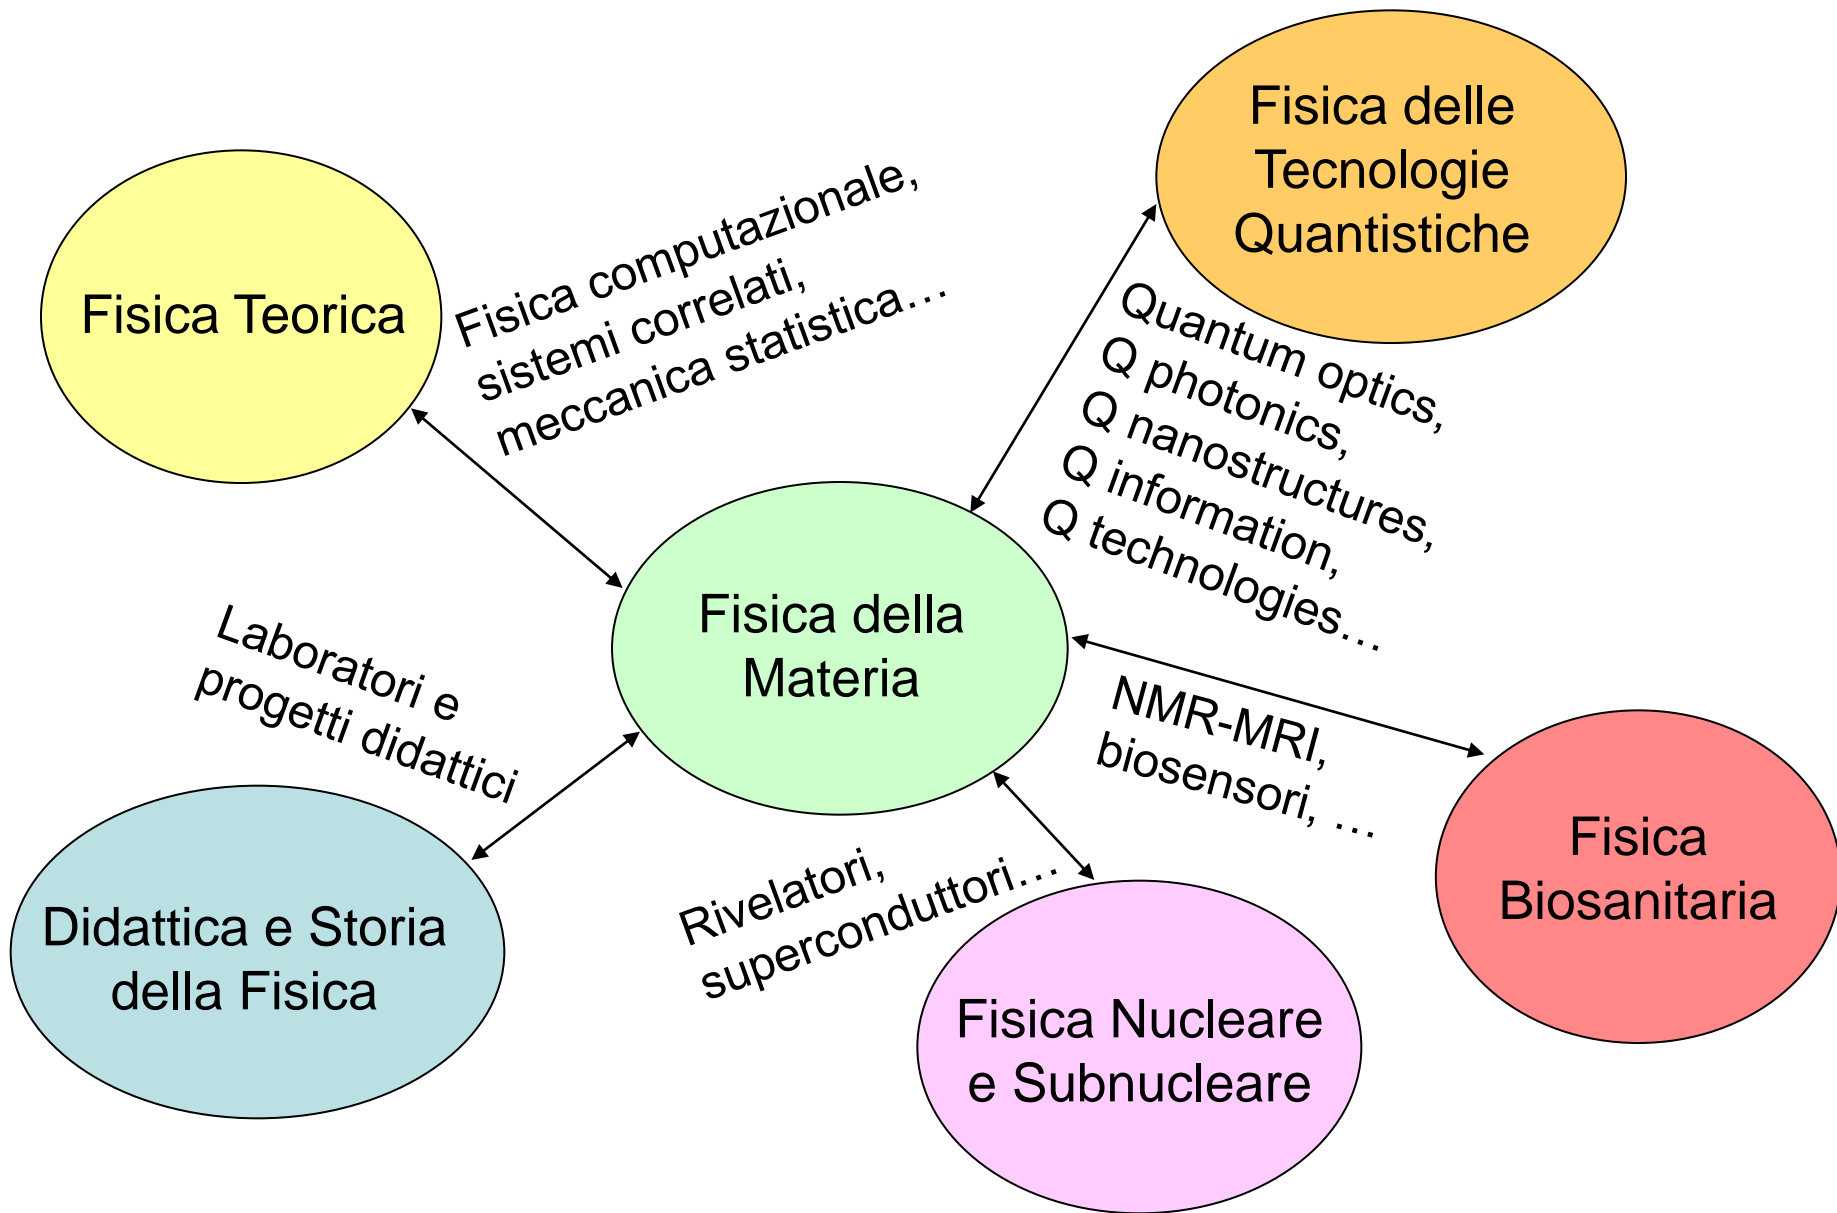 Fisica delle
Tecnologie
Quantistiche
Fisica Teorica
Fisica computazionale,
sistemi correlati,
meccanica statistica…
Quantum optics,
Q photonics,
Q nanostructures,
Q information,
Q technologies…
Fisica della
Materia
Laboratori e
progetti didattici
NMR-MRI,
biosensori, …
Fisica
Biosanitaria
Rivelatori,
superconduttori…
Didattica e Storia
della Fisica
Fisica Nucleare
e Subnucleare